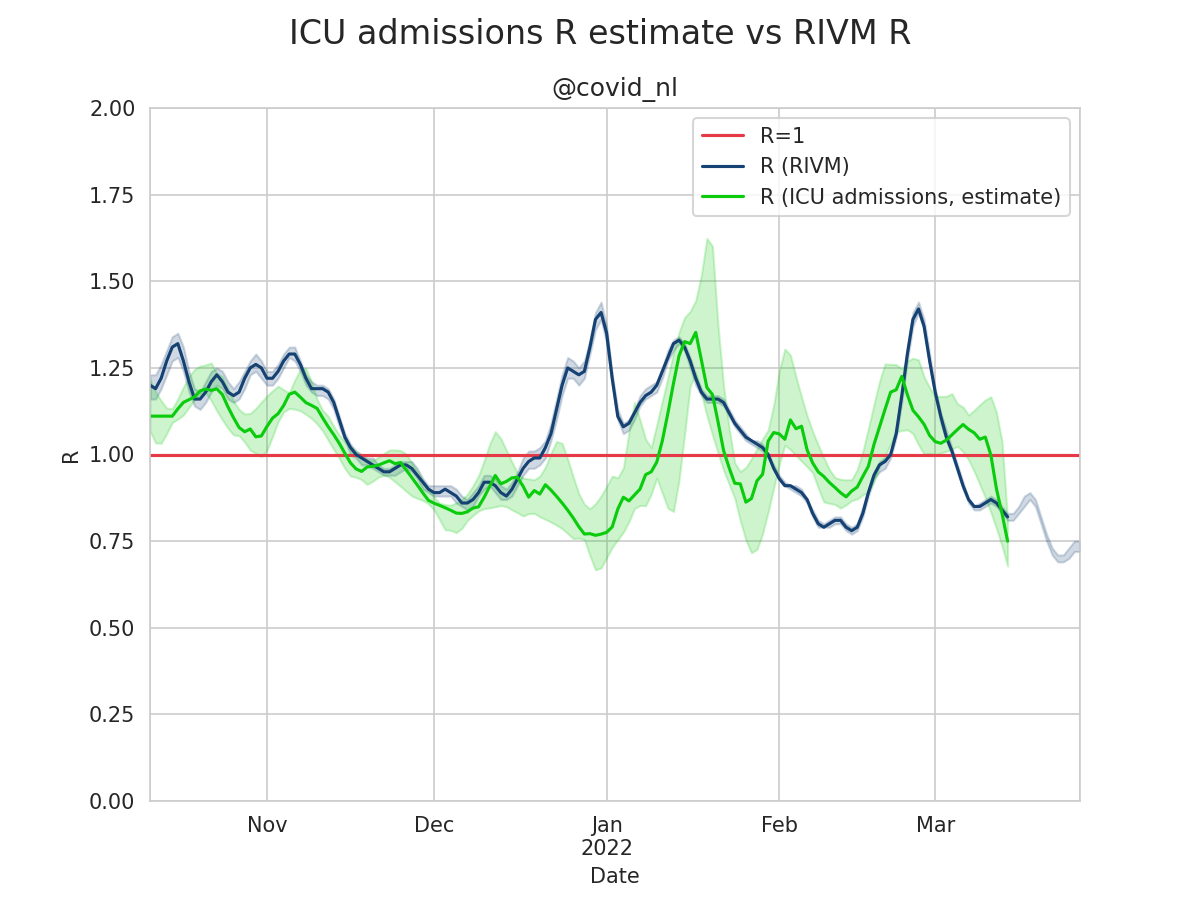 ICU admissions R estimate vs RIVM R
@covid_nl
R=1
R (RIVM)
R (ICU admissions, estimate)
2.00
1.75
1.50
1.25
1.00
0.75
0.50
0.25
0.00
R
Nov
Dec
Jan
2022
Feb
Mar
Date